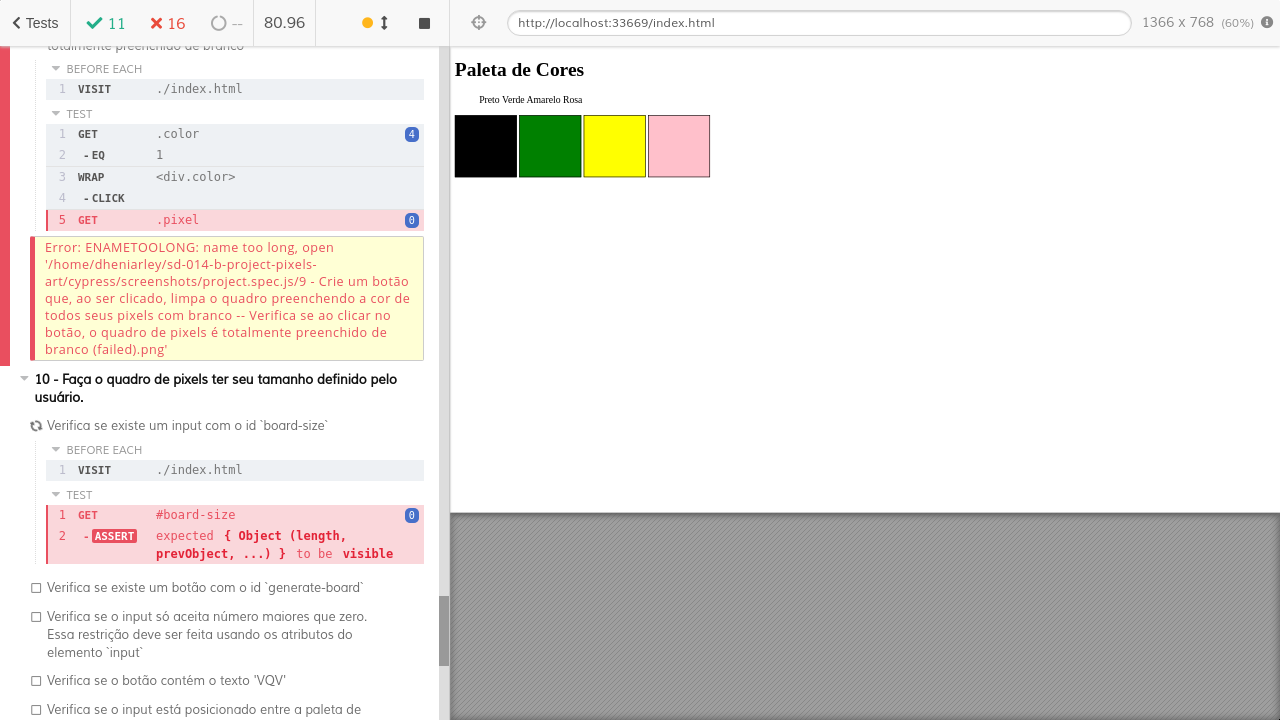 Tests 11 16 -- 80.96
http://localhost:33669/index.html 1366 x 768 (60%)
totalmente preenchido de branco
BEFORE EACH
1 VISIT ./index.html
TEST
1 GET .color 4
2 - EQ 1
3 WRAP <div.color>
4 - CLICK
5 GET .pixel 0
Error: ENAMETOOLONG: name too long, open
'/home/dheniarley/sd-014-b-project-pixels-
art/cypress/screenshots/project.spec.js/9 - Crie um botão
que, ao ser clicado, limpa o quadro preenchendo a cor de
todos seus pixels com branco -- Verifica se ao clicar no
botão, o quadro de pixels é totalmente preenchido de
branco (failed).png'
10 - Faça o quadro de pixels ter seu tamanho definido pelo
usuário.
Verifica se existe um input com o id `board-size`
BEFORE EACH
1 VISIT ./index.html
TEST
1 GET #board-size 0
2 - ASSERT expected { Object (length,
prevObject, ...) } to be visible
Verifica se existe um botão com o id `generate-board`
Verifica se o input só aceita número maiores que zero.
Essa restrição deve ser feita usando os atributos do
elemento `input`
Verifica se o botão contém o texto 'VQV'
Verifica se o input está posicionado entre a paleta de
Paleta de Cores
Preto Verde Amarelo Rosa